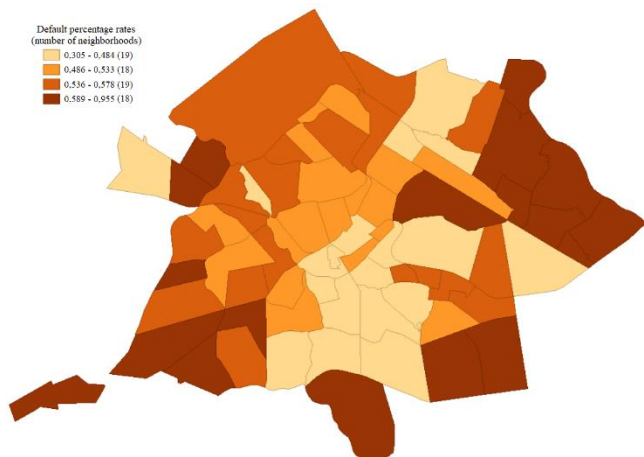 Default percentage rates
(number of neighborhoods)
0,305 - 0,484 (19)
0,486 - 0,533 (18)
0,536 - 0,578 (19)
0,589 - 0,955 (18)